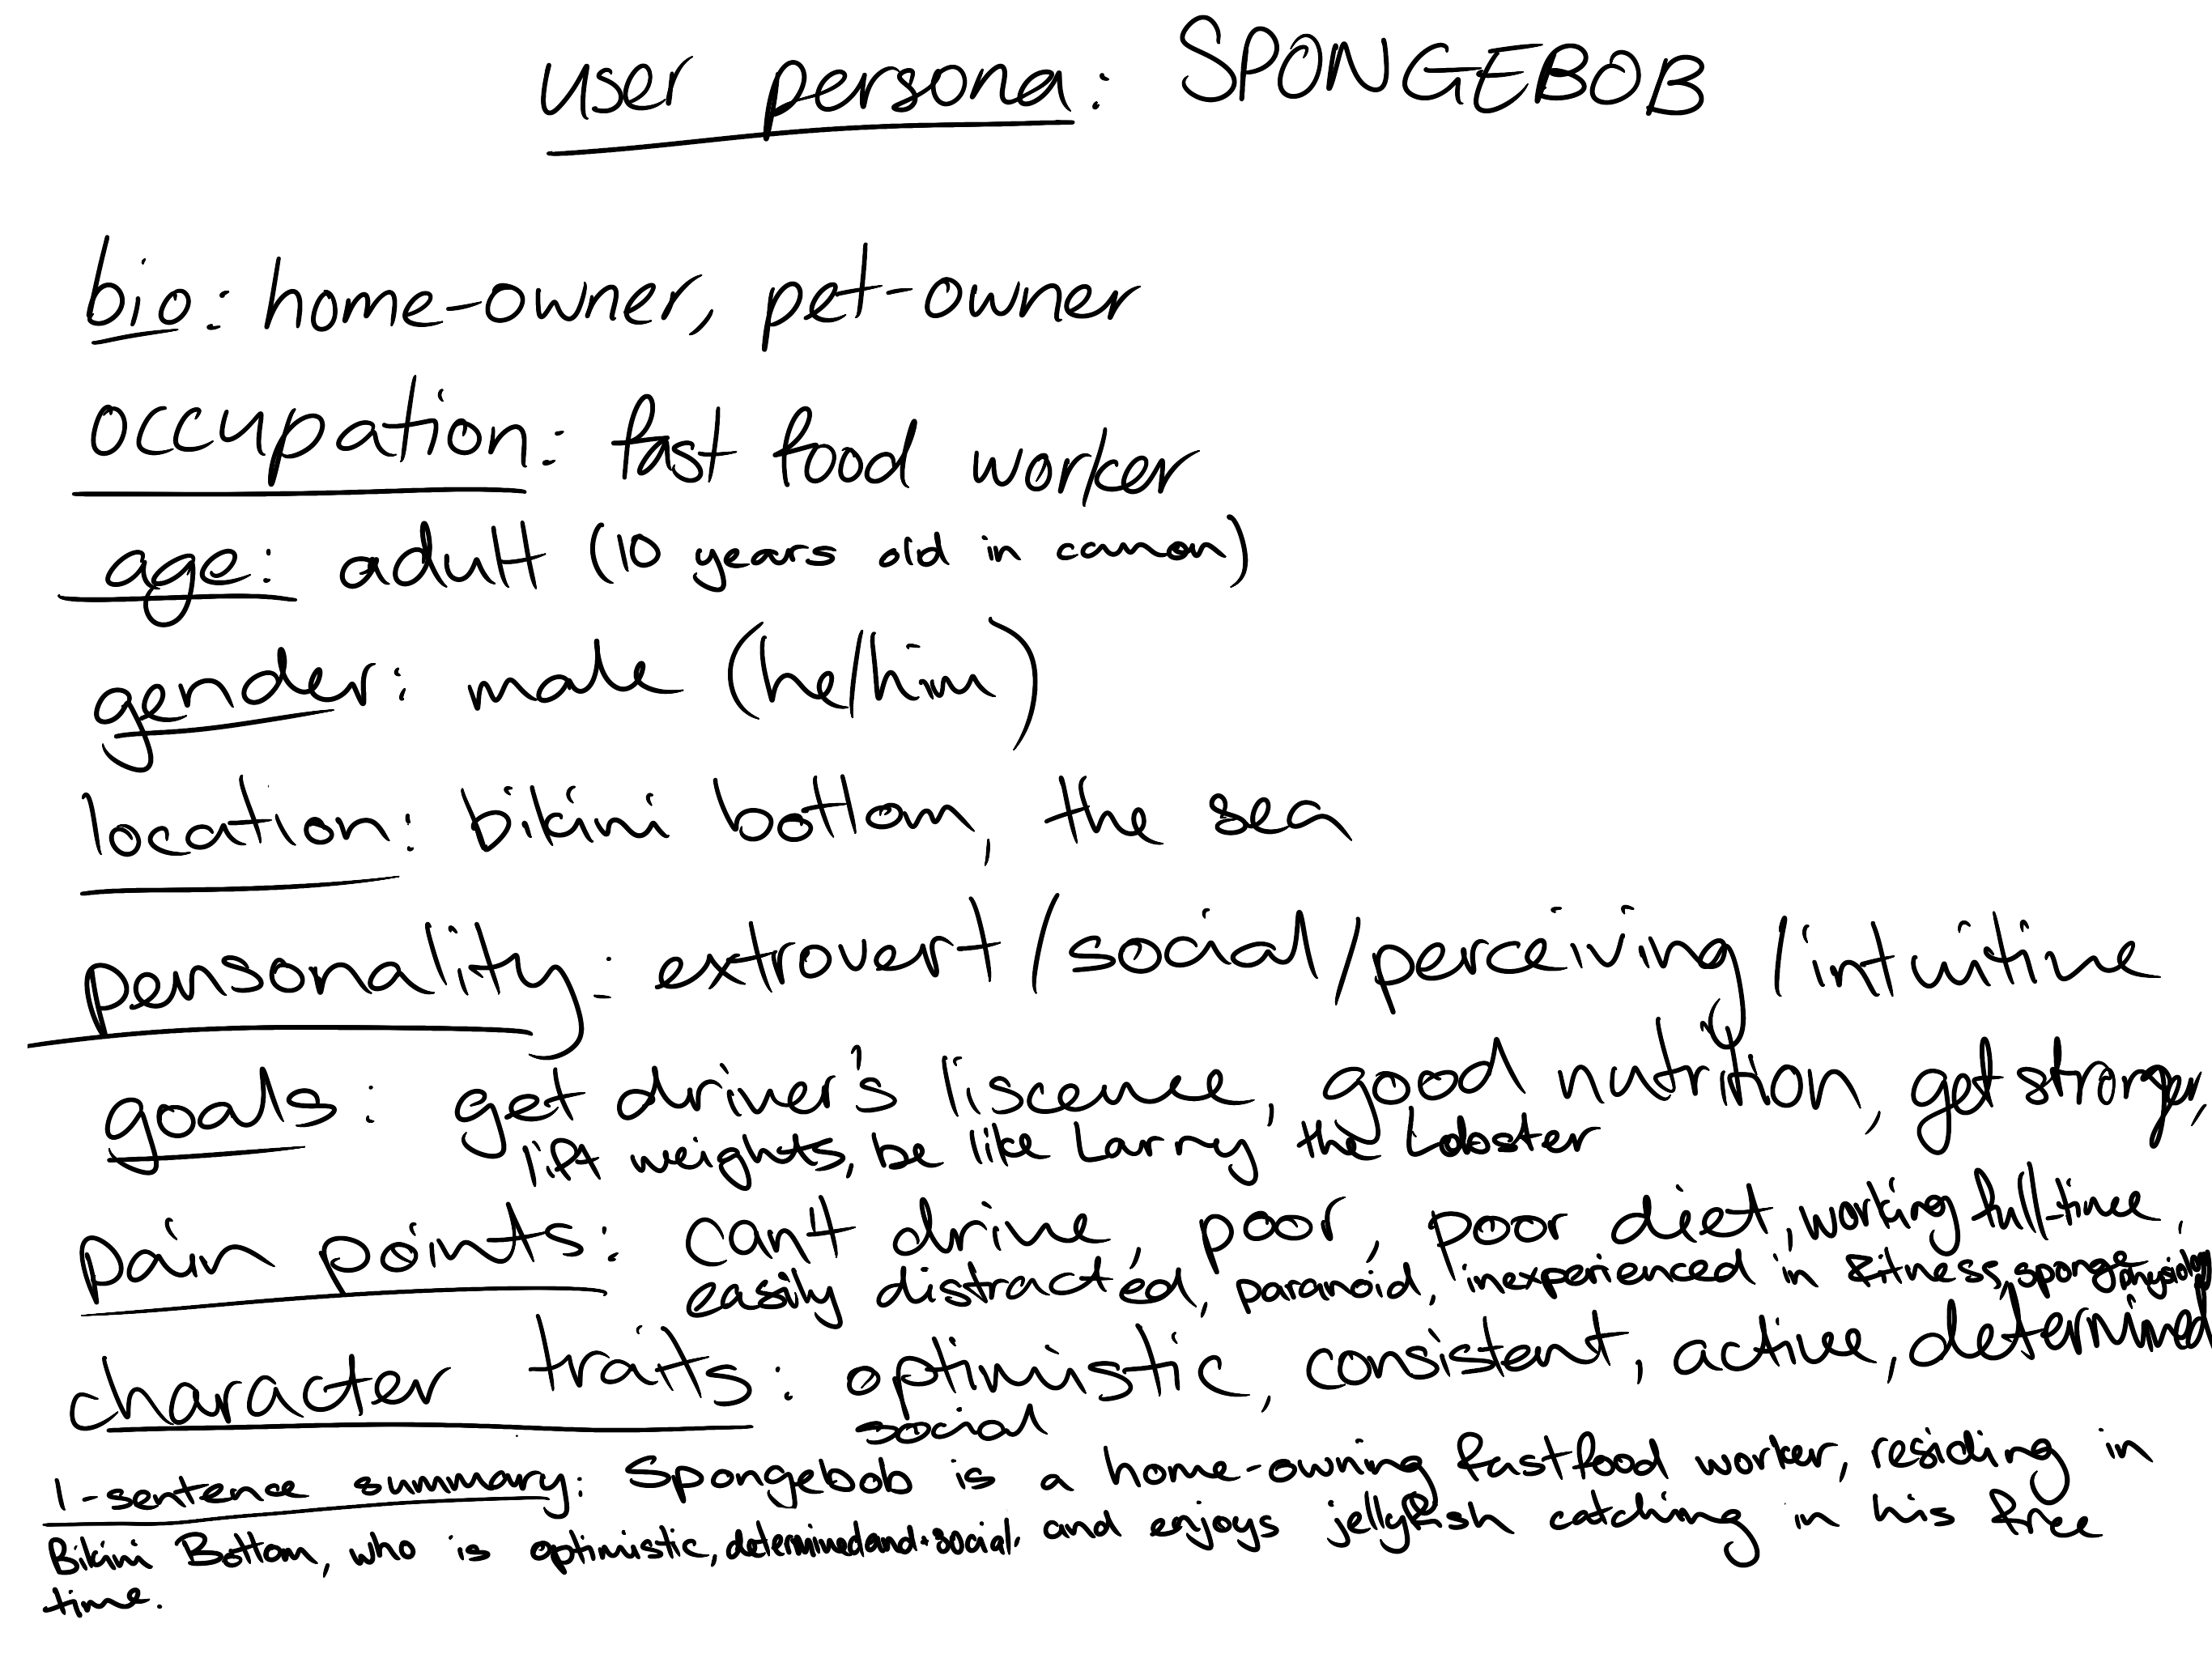 user persona: SPONGEBOB
bio: home-owner, pet-owner
occupation: fast food worker
age: adult (10 years old in common)
gender: male (he/him)
location: bikini bottom, the sea
personality: extrovert/social/perceiving/intuitive
goals: get driver's liscence, good nutrition, get stronger,
lift weights, be like Larry the Lobster
pain points: can't drive, poor, poor diet, working full-time,
easily distracted, paranoid, inexperienced in fitness, sponge physiology
character traits: optimistic, consistent, active, determined
social
1-sentence summary: Spongebob is a home-owning fastfood worker, residing in
Bikini Bottom, who is optimistic, determined and social. and enjoys jellyfish catching in his free
time.